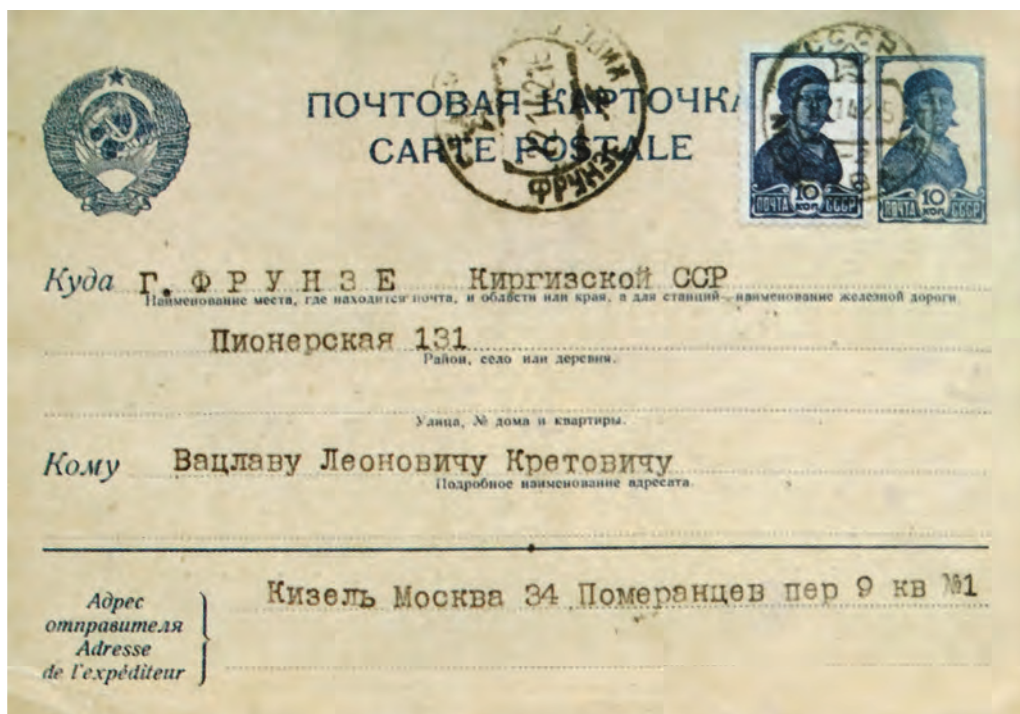 ПОЧТОВАЯ КАРТОЧКА
CARTE POSTALE
СССР
ФРУНЗЕ
10 КОП
ПОЧТА СССР
10 КОП
ПОЧТА СССР
Куда Г. Ф Р У Н З Е Киргизской ССР
Наименование места, где находится почта, и области или края, а для станций - наименование железной дороги
Пионерская 131
Район, село или деревня.
Улица, № дома и квартиры.
Кому Вацлаву Леоновичу Кретовичу
Подробное наименование адресата.
Кизель Москва 34 Померанцев пер 9 кв №1
Адрес
отправителя
Adresse
de l'expéditeur